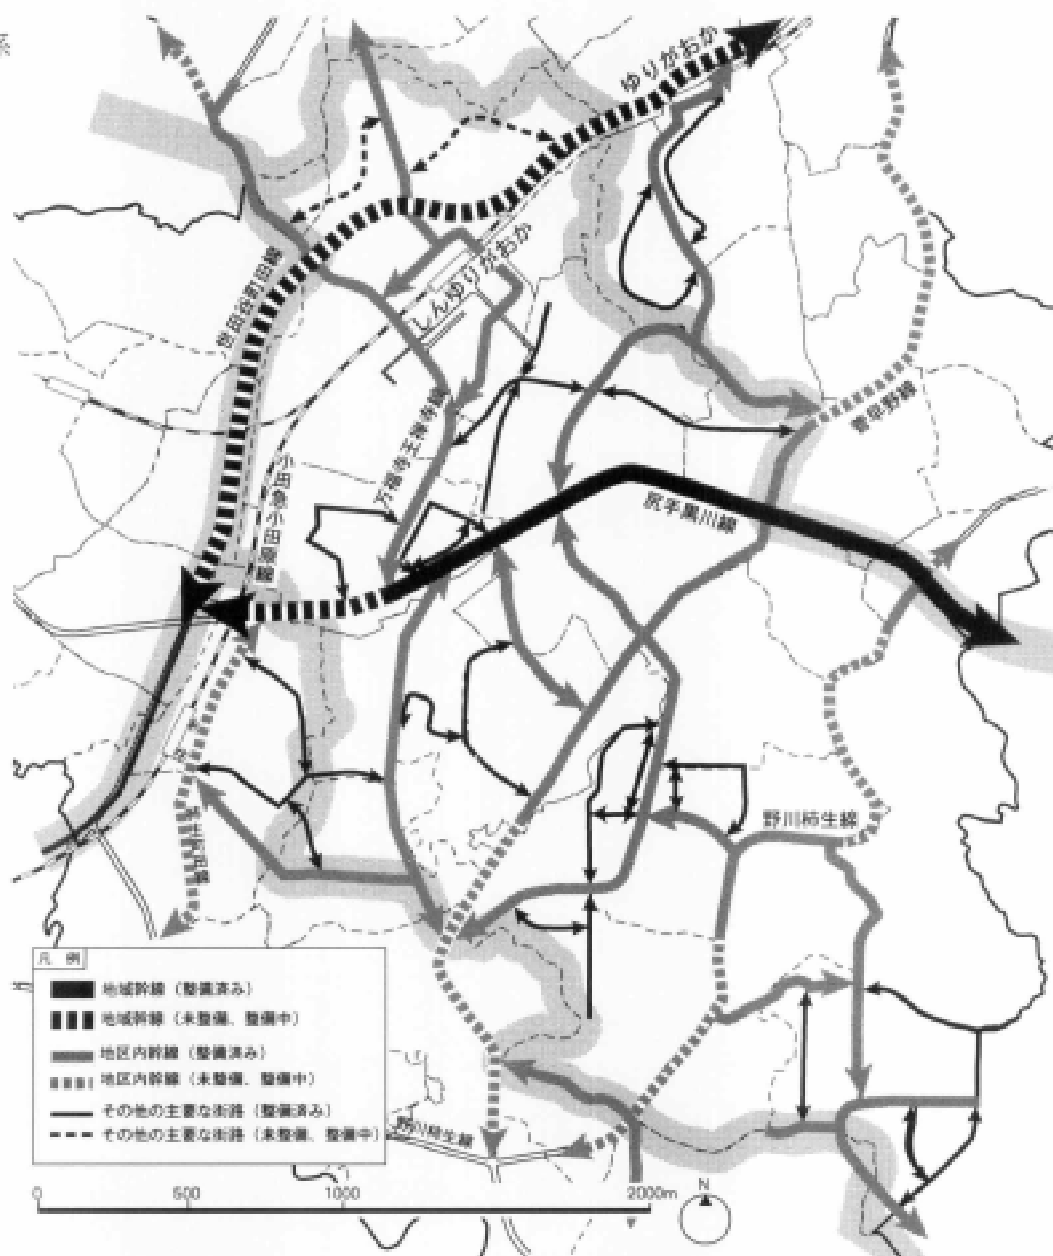 ゆりがおか
しんゆりがおか
世田谷町田線
小田急小田原線
万福寺王禅寺線
尻手黒川線
菅早野線
野川柿生線
野川柿生線
凡 例
地域幹線（整備済み）
地域幹線（未整備、整備中）
地区内幹線（整備済み）
地区内幹線（未整備、整備中）
その他の主要な街路（整備済み）
その他の主要な街路（未整備、整備中）
0 500 1000 2000m
N